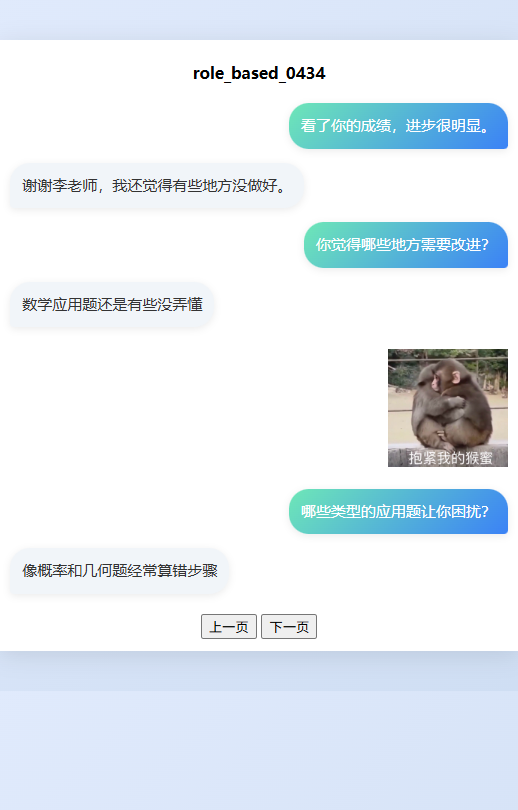 role_based_0434
看了你的成绩，进步很明显。
谢谢李老师，我还觉得有些地方没做好。
你觉得哪些地方需要改进？
数学应用题还是有些没弄懂
抱紧我的猴蜜
哪些类型的应用题让你困扰？
像概率和几何题经常算错步骤
上一页 下一页